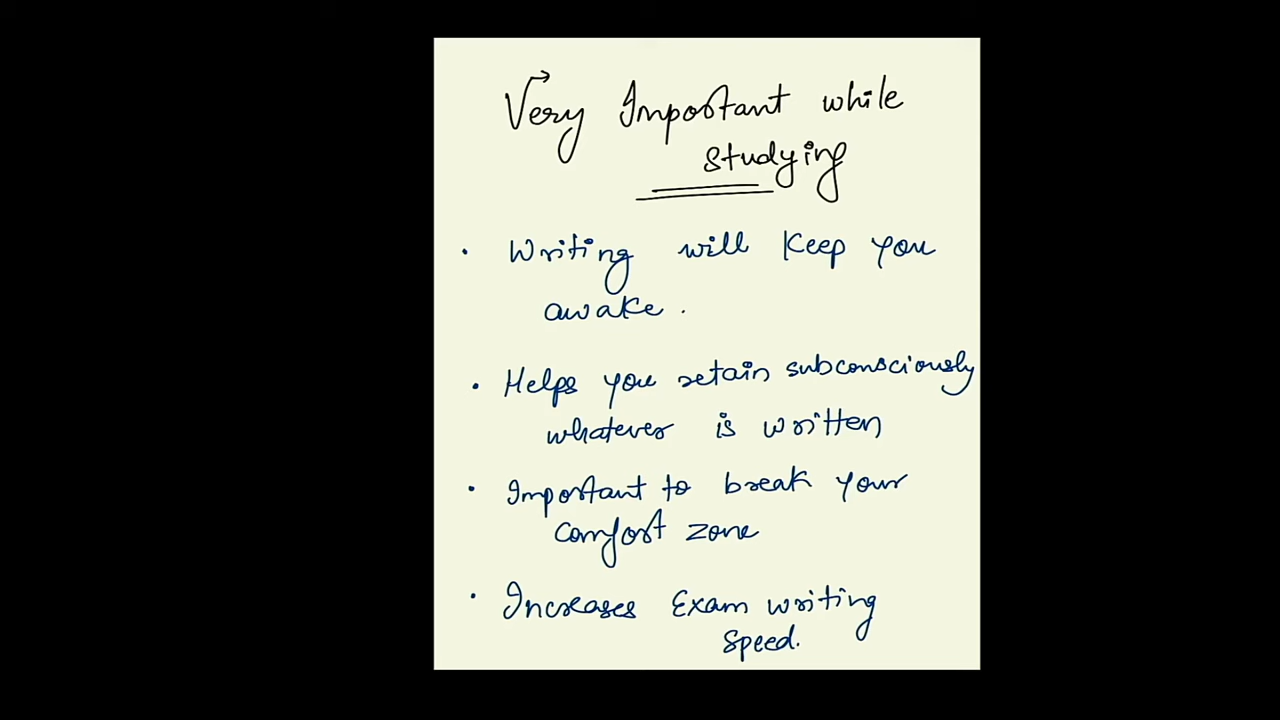 Very Important while
studying
• Writing will keep you
awake.
• Helps you retain subconsciously
whatever is written
• Important to break your
comfort zone
• Increases Exam writing
speed.